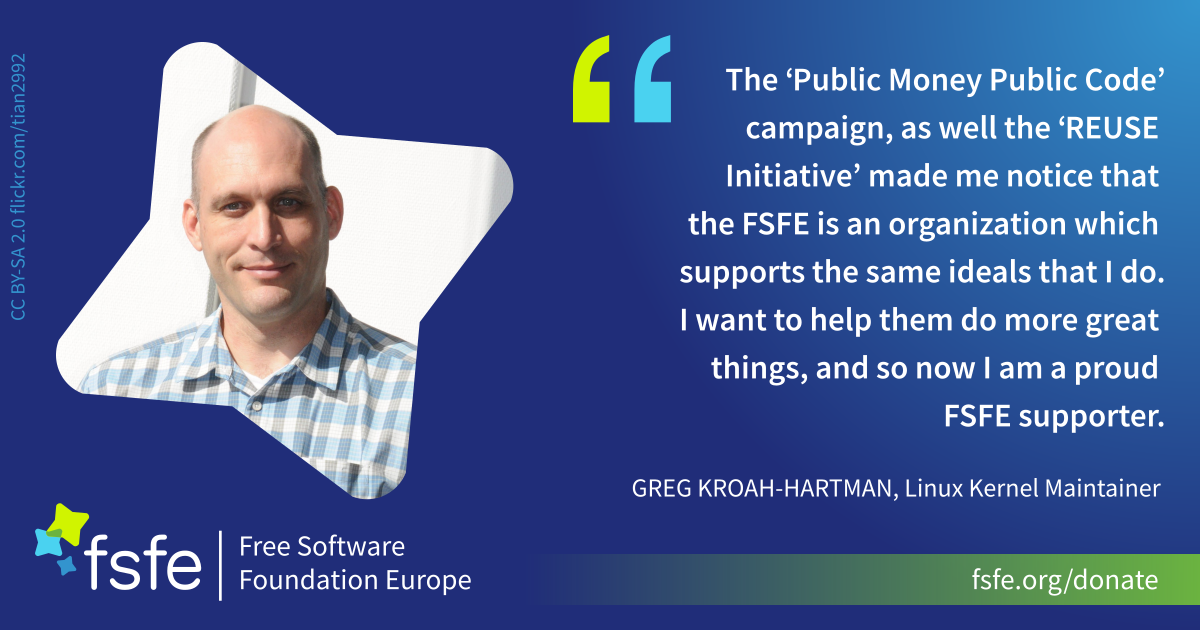 CC BY-SA 2.0 flickr.com/tian2992
The ‘Public Money Public Code’
campaign, as well the ‘REUSE
Initiative’ made me notice that
the FSFE is an organization which
supports the same ideals that I do.
I want to help them do more great
things, and so now I am a proud
FSFE supporter.
GREG KROAH-HARTMAN, Linux Kernel Maintainer
fsfe
Free Software
Foundation Europe
fsfe.org/donate